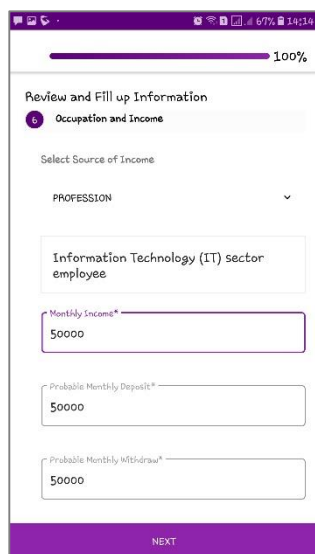 67% 14:14
100%
Review and Fill up Information
6 Occupation and Income
Select Source of Income
PROFESSION
Information Technology (IT) sector
employee
Monthly Income*
50000
Probable Monthly Deposit*
50000
Probable Monthly Withdraw*
50000
NEXT